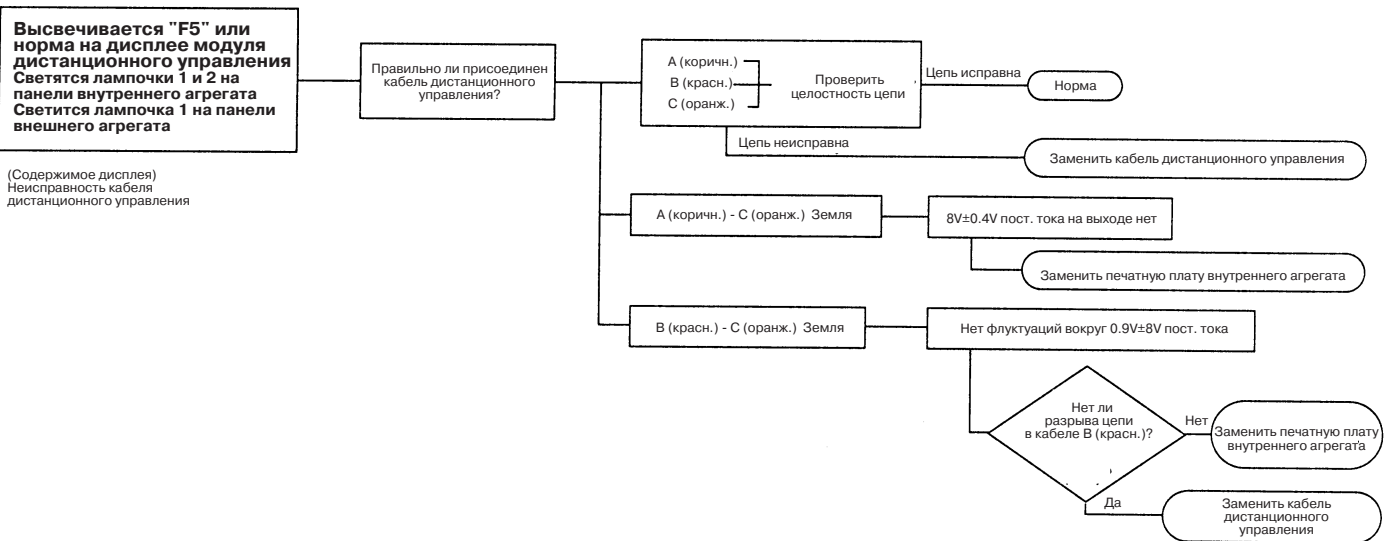 Высвечивается "F5" или
норма на дисплее модуля
дистанционного управления
Светятся лампочки 1 и 2 на
панели внутреннего агрегата
Светится лампочка 1 на панели
внешнего агрегата
(Содержимое дисплея)
Неисправность кабеля
дистанционного управления
Правильно ли присоединен
кабель дистанционного
управления?
A (коричн.)
B (красн.)
C (оранж.)
Проверить
целостность цепи
Цепь исправна
Норма
Цепь неисправна
Заменить кабель дистанционного управления
A (коричн.) - C (оранж.) Земля
8V±0.4V пост. тока на выходе нет
Заменить печатную плату внутреннего агрегата
B (красн.) - C (оранж.) Земля
Нет флуктуаций вокруг 0.9V±8V пост. тока
Нет ли
разрыва цепи
в кабеле B (красн.)?
Нет
Заменить печатную плату
внутреннего агрегата
Да
Заменить кабель
дистанционного
управления